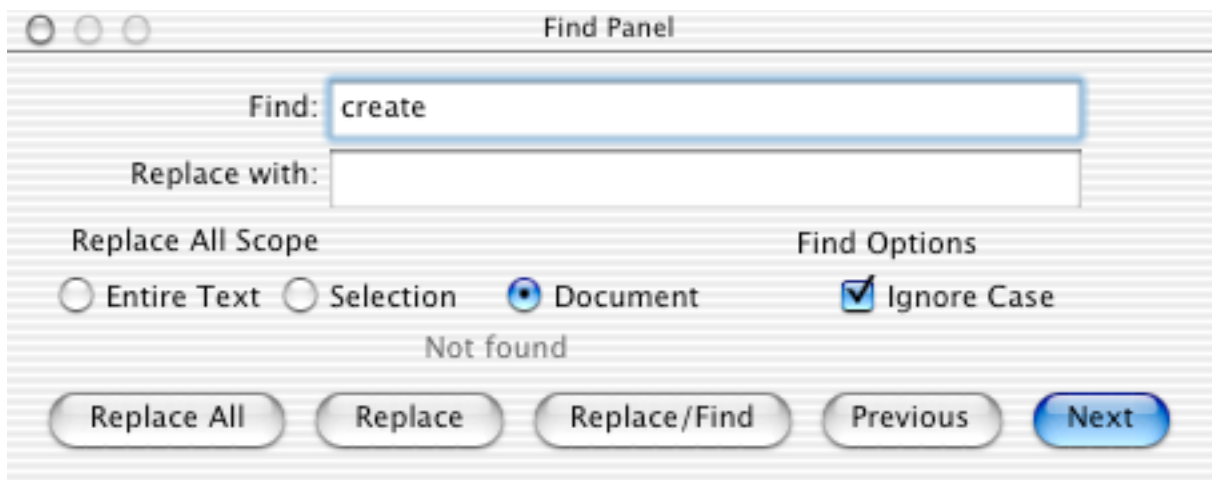 Find Panel
Find: create
Replace with:
Replace All Scope Find Options
Entire Text Selection Document Ignore Case
Not found
Replace All Replace Replace/Find Previous Next